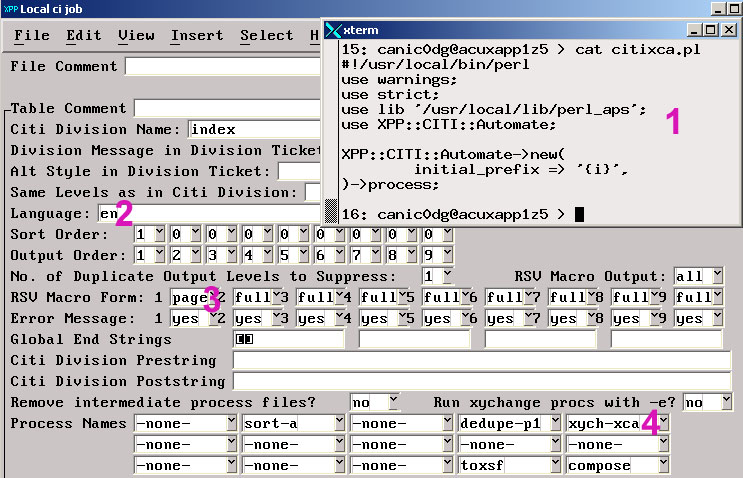 XPP Local ci job
File Edit View Insert Select H
File Comment
Table Comment
Citi Division Name: index
Division Message in Division Ticket
Alt Style in Division Ticket:
Same Levels as in Citi Division:
Language: en 2
Sort Order: 1 0 0 0 0 0 0 0 0
Output Order: 1 2 3 4 5 6 7 8 9
No. of Duplicate Output Levels to Suppress: 1 RSV Macro Output: all
RSV Macro Form: 1 page 2 full 3 full 4 full 5 full 6 full 7 full 8 full 9 full
3
Error Message: 1 yes 2 yes 3 yes 4 yes 5 yes 6 yes 7 yes 8 yes 9 yes
Global End Strings
Citi Division Prestring
Citi Division Poststring
Remove intermediate process files? no Run xychange procs with -e? no
Process Names -none- sort-a -none- dedupe-p1 xych-xca 4
-none- -none- -none- -none- -none-
-none- -none- -none- toxsf compose
xterm
15: canic0dg@acuxapp1z5 > cat citixca.pl
#!/usr/local/bin/perl
use warnings;
use strict;
use lib '/usr/local/lib/perl_aps';
use XPP::CITI::Automate;
1
XPP::CITI::Automate->new(
initial_prefix => '{i}',
)->process;
16: canic0dg@acuxapp1z5 >